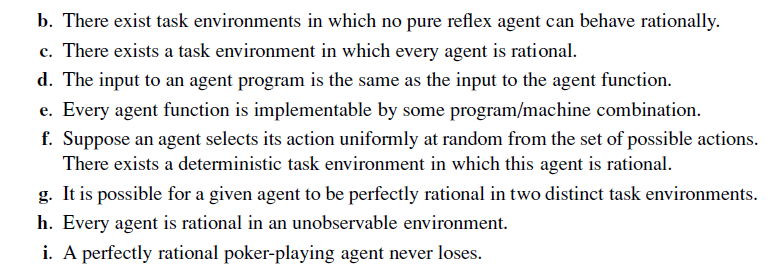 b. There exist task environments in which no pure reflex agent can behave rationally.
c. There exists a task environment in which every agent is rational.
d. The input to an agent program is the same as the input to the agent function.
e. Every agent function is implementable by some program/machine combination.
f. Suppose an agent selects its action uniformly at random from the set of possible actions.
There exists a deterministic task environment in which this agent is rational.
g. It is possible for a given agent to be perfectly rational in two distinct task environments.
h. Every agent is rational in an unobservable environment.
i. A perfectly rational poker-playing agent never loses.